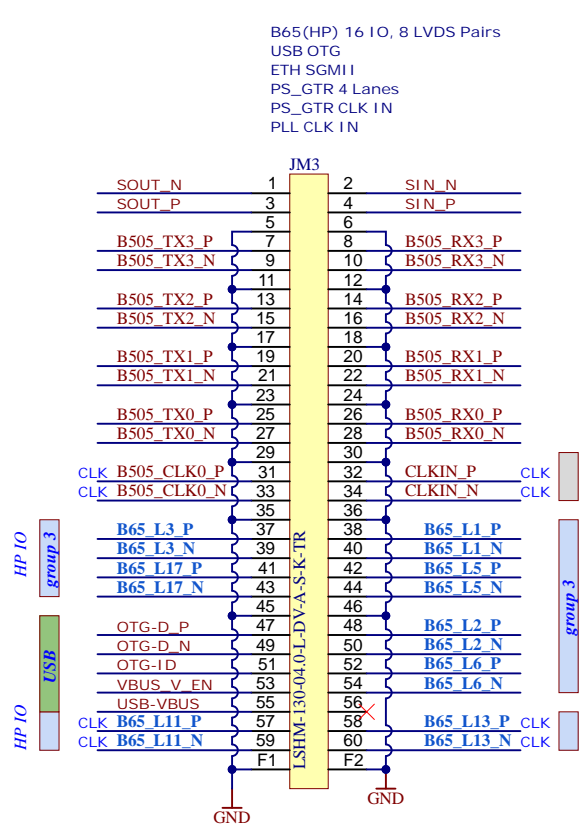 B65(HP) 16 IO, 8 LVDS Pairs
USB OTG
ETH SGMII
PS_GTR 4 Lanes
PS_GTR CLK IN
PLL CLK IN
JM3
SOUT_N 1 2 SIN_N
SOUT_P 3 4 SIN_P
5 6
B505_TX3_P 7 8 B505_RX3_P
B505_TX3_N 9 10 B505_RX3_N
11 12
B505_TX2_P 13 14 B505_RX2_P
B505_TX2_N 15 16 B505_RX2_N
17 18
B505_TX1_P 19 20 B505_RX1_P
B505_TX1_N 21 22 B505_RX1_N
23 24
B505_TX0_P 25 26 B505_RX0_P
B505_TX0_N 27 28 B505_RX0_N
29 30
CLK B505_CLK0_P 31 32 CLKIN_P CLK
CLK B505_CLK0_N 33 34 CLKIN_N CLK
35 36
B65_L3_P 37 38 B65_L1_P
B65_L3_N 39 40 B65_L1_N
B65_L17_P 41 42 B65_L5_P
B65_L17_N 43 44 B65_L5_N
45 46
OTG-D_P 47 48 B65_L2_P
OTG-D_N 49 50 B65_L2_N
OTG-ID 51 52 B65_L6_P
VBUS_V_EN 53 54 B65_L6_N
USB-VBUS 55 56
CLK B65_L11_P 57 58 B65_L13_P CLK
CLK B65_L11_N 59 60 B65_L13_N CLK
F1 F2
LSHM-130-04.0-L-DV-A-S-K-TR
HP IO
group 3
USB
HP IO
group 3
GND
GND